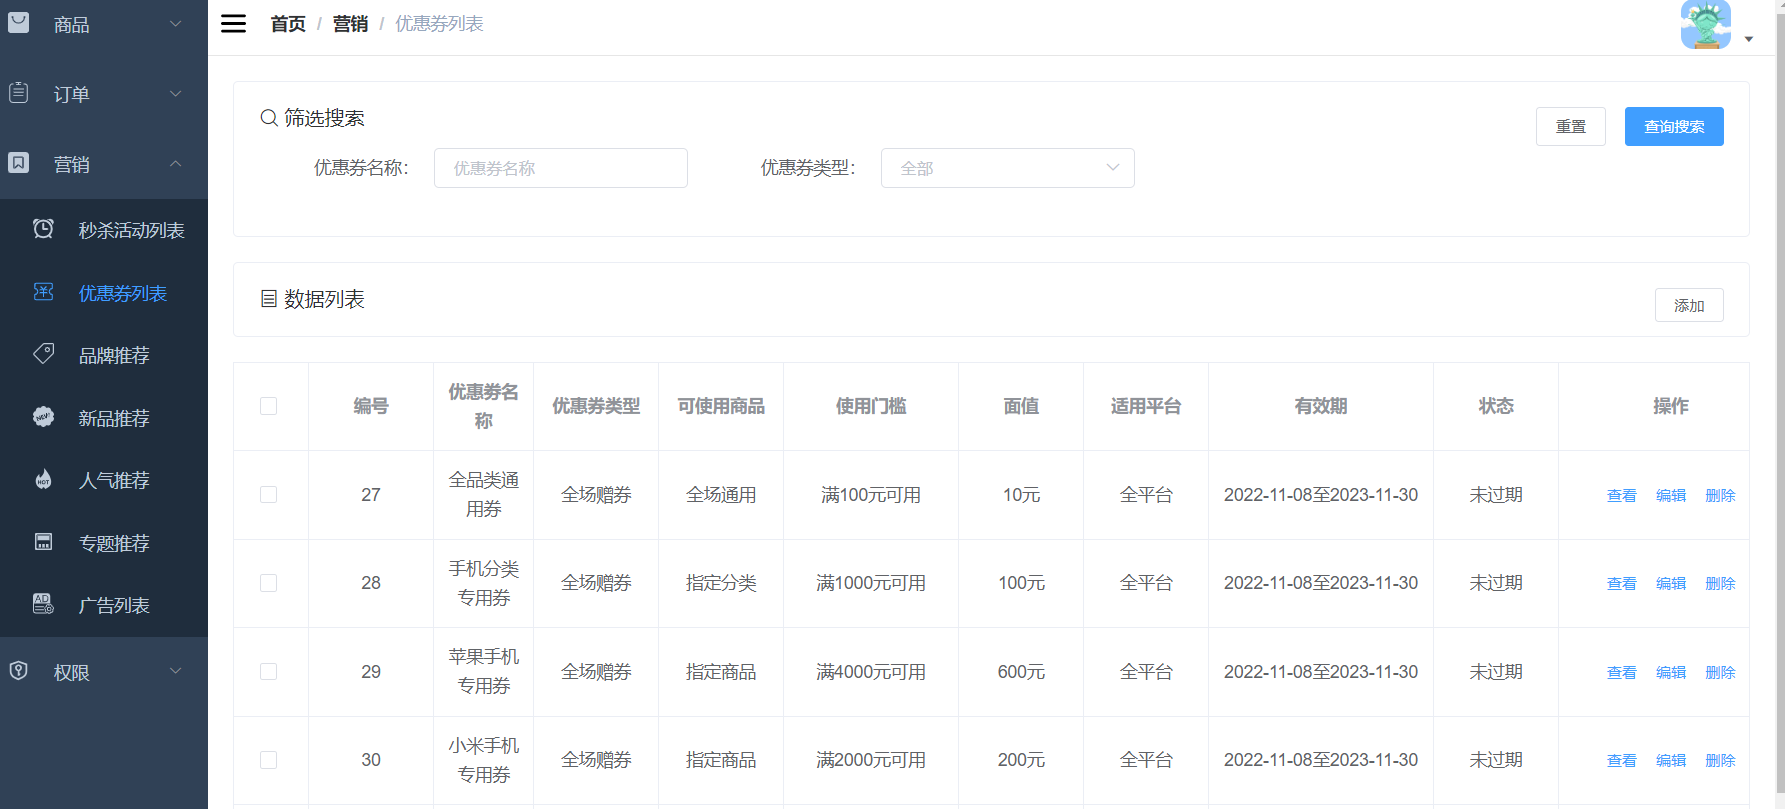 商品
订单
营销
秒杀活动列表
优惠券列表
品牌推荐
新品推荐
人气推荐
专题推荐
广告列表
权限
首页 / 营销 / 优惠券列表
筛选搜索
重置 查询搜索
优惠券名称: 优惠券名称 优惠券类型: 全部
数据列表
添加
编号 优惠券名称 优惠券类型 可使用商品 使用门槛 面值 适用平台 有效期 状态 操作
27 全品类通用券 全场赠券 全场通用 满100元可用 10元 全平台 2022-11-08至2023-11-30 未过期 查看 编辑 删除
28 手机分类专用券 全场赠券 指定分类 满1000元可用 100元 全平台 2022-11-08至2023-11-30 未过期 查看 编辑 删除
29 苹果手机专用券 全场赠券 指定商品 满4000元可用 600元 全平台 2022-11-08至2023-11-30 未过期 查看 编辑 删除
30 小米手机专用券 全场赠券 指定商品 满2000元可用 200元 全平台 2022-11-08至2023-11-30 未过期 查看 编辑 删除